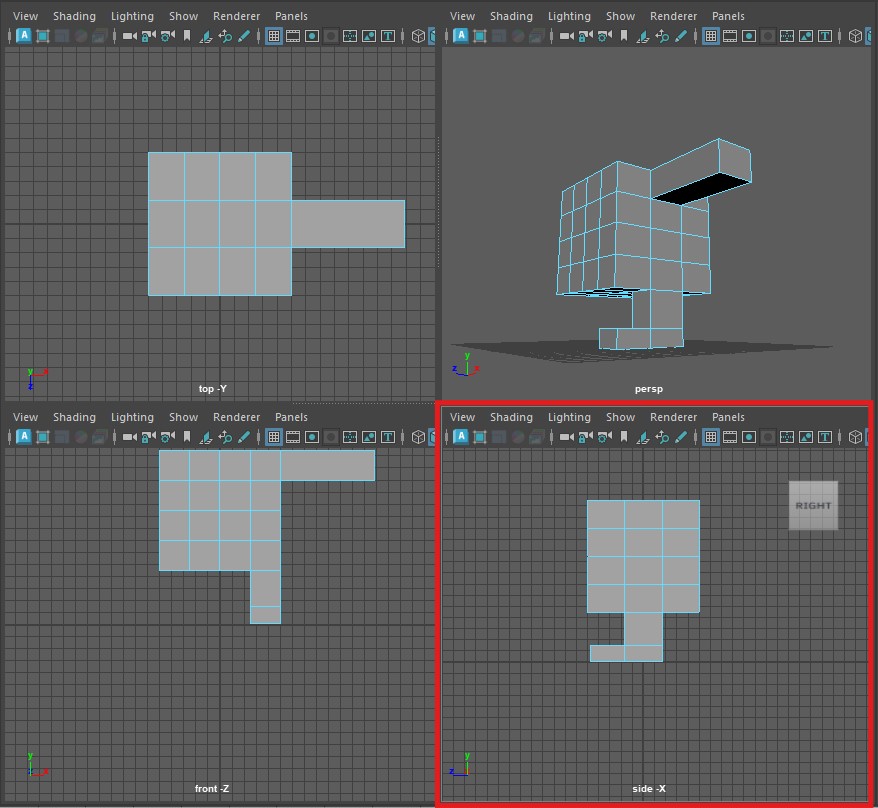 View Shading Lighting Show Renderer Panels
A T
y
x
z
top -Y
View Shading Lighting Show Renderer Panels
A T
y
z x
persp
View Shading Lighting Show Renderer Panels
A T
y
x
front -Z
View Shading Lighting Show Renderer Panels
A T
RIGHT
y
z
side -X